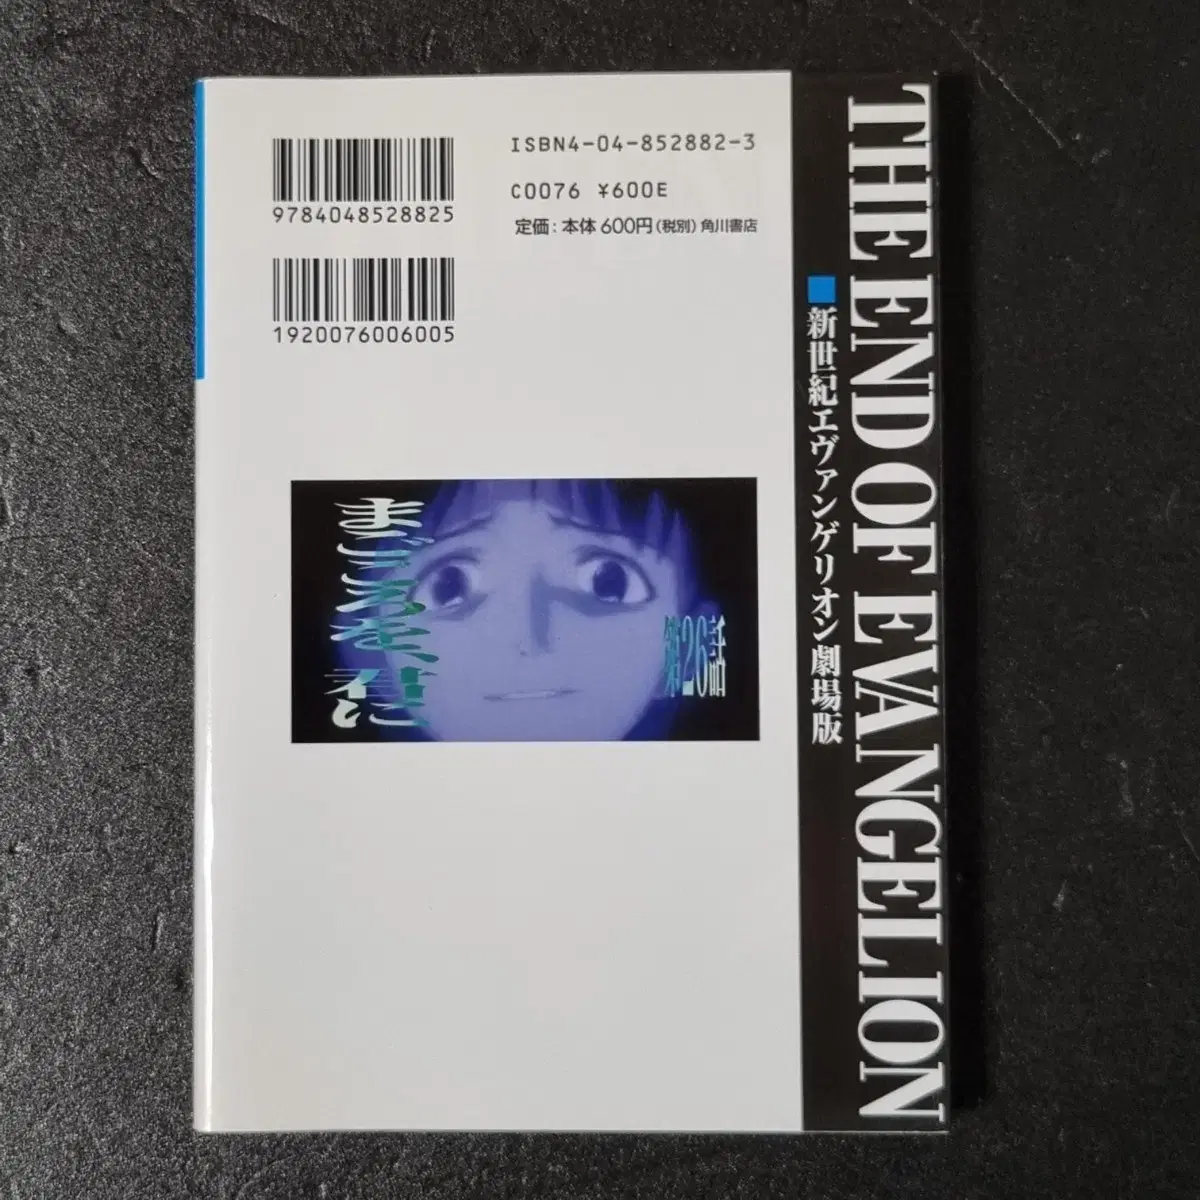 ISBN4-04-852882-3
C0076 ¥600E
定価：本体600円(税別)角川書店
9784048528825
1920076006005
まごころを、君に
第26話
THE END OF EVANGELION
■新世紀エヴァンゲリオン劇場版